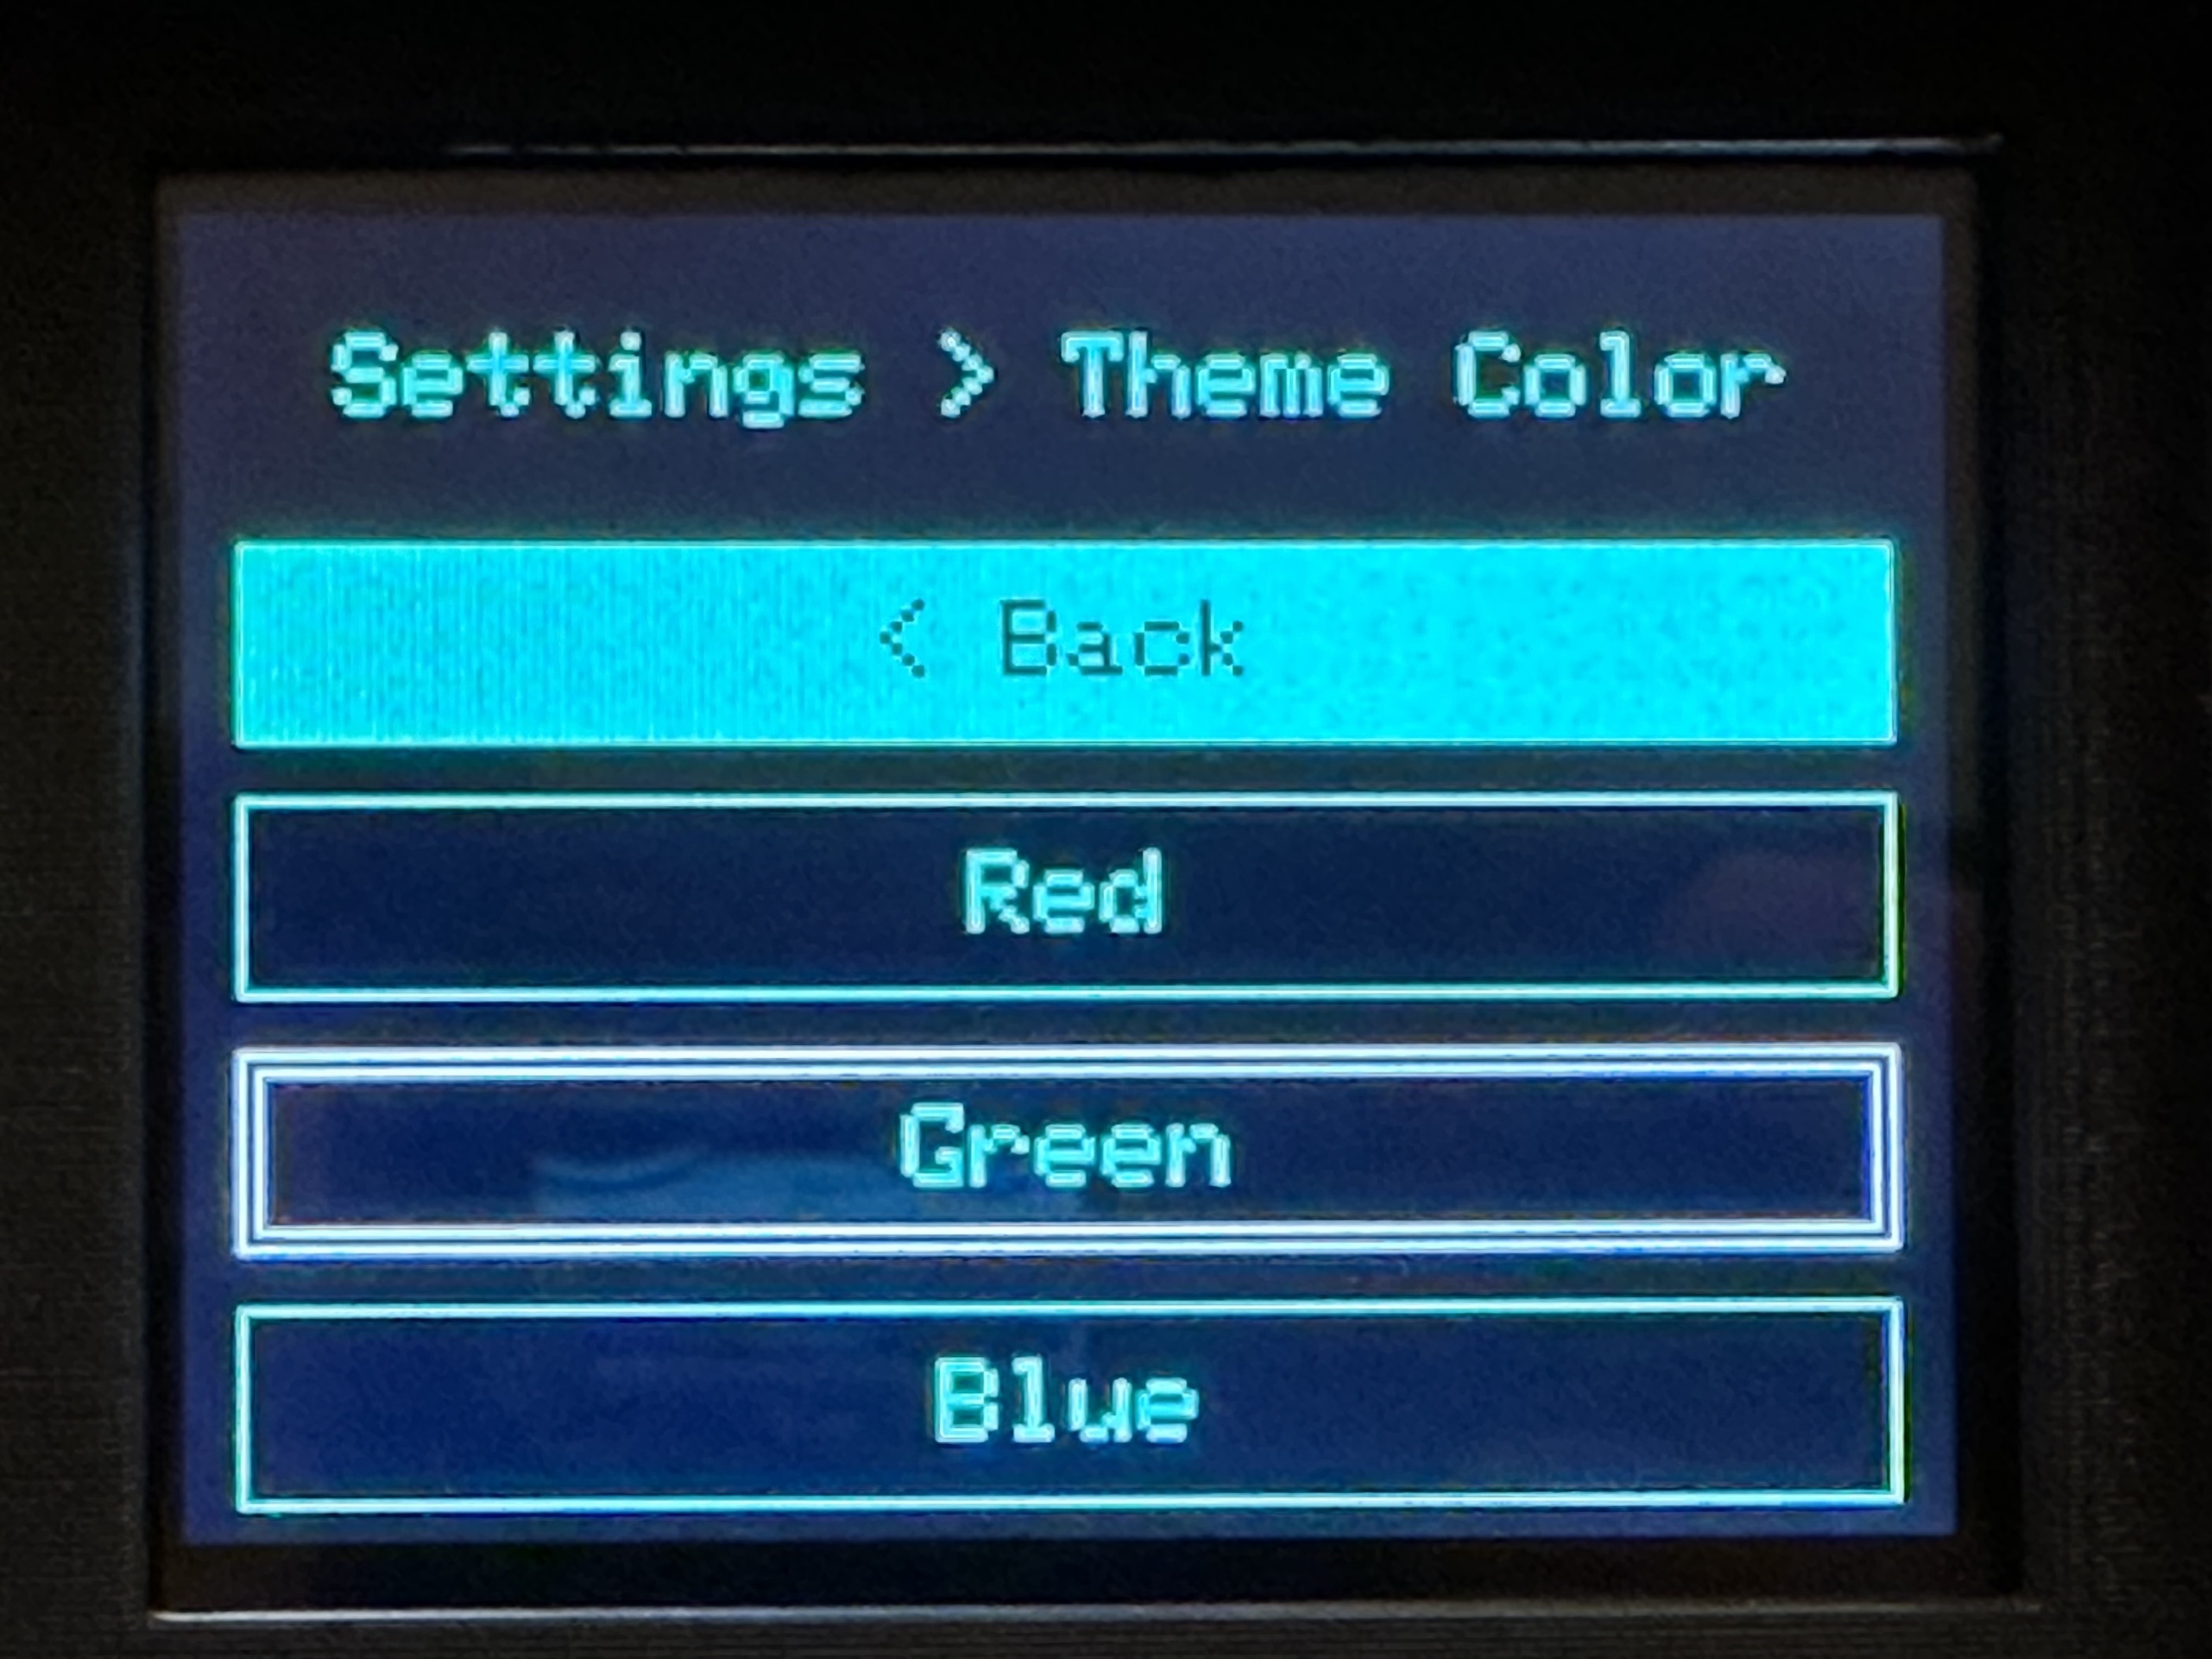 Settings > Theme Color
< Back
Red
Green
Blue